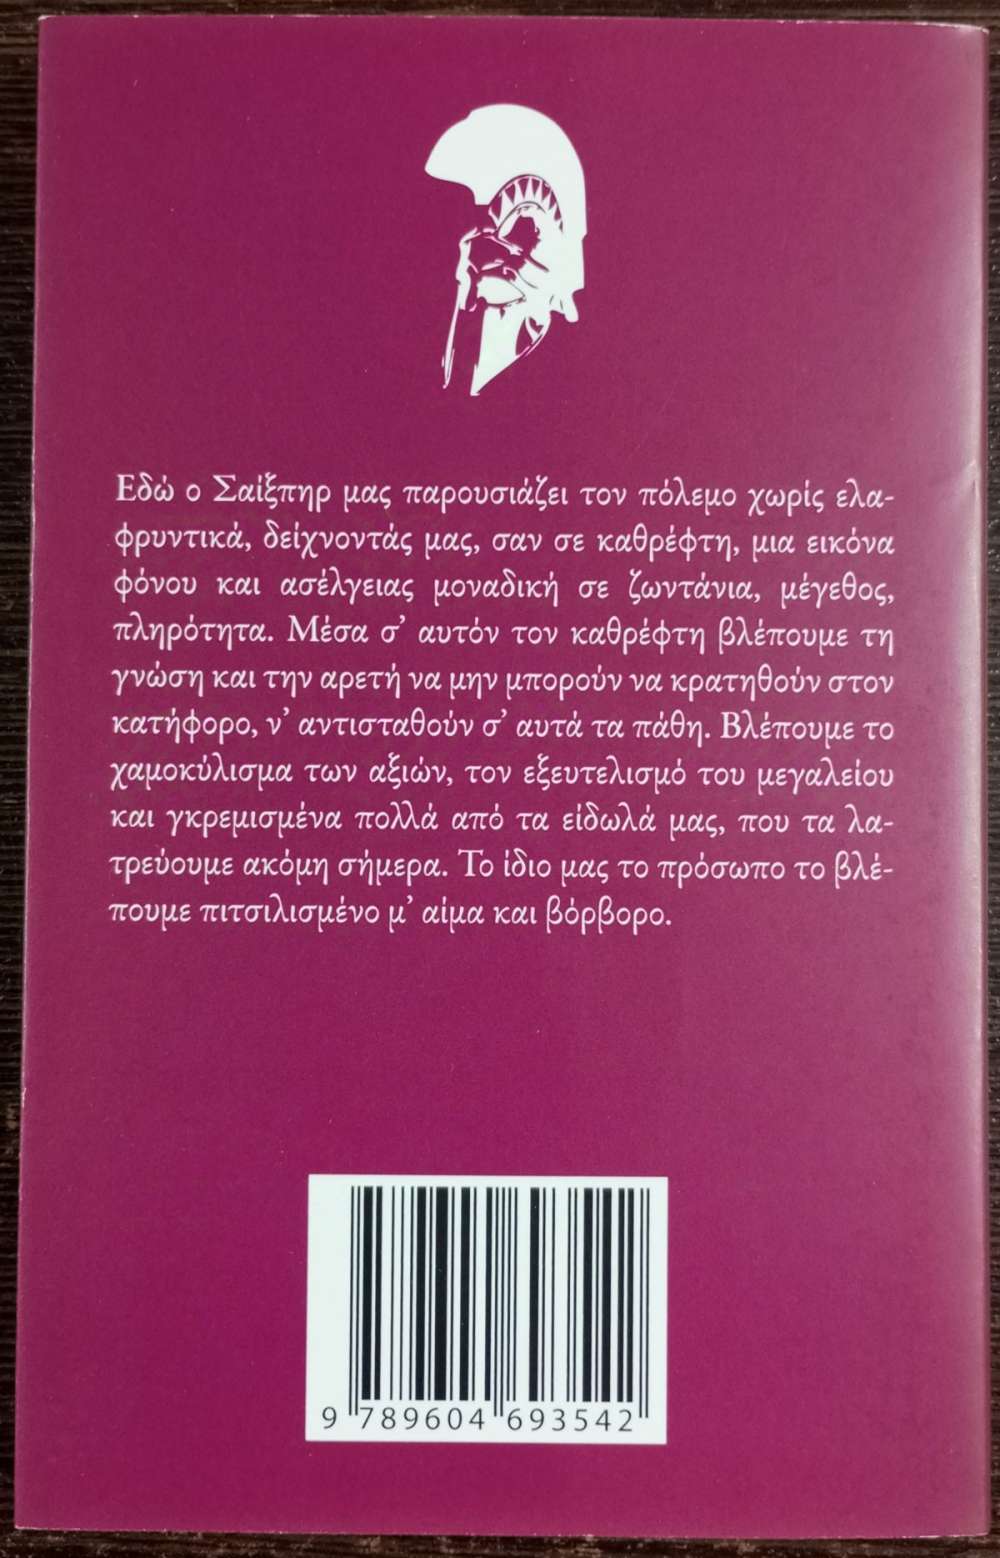 Εδώ ο Σαίξπηρ μας παρουσιάζει τον πόλεμο χωρίς ελα-
φρυντικά, δείχνοντάς μας, σαν σε καθρέφτη, μια εικόνα
φόνου και ασέλγειας μοναδική σε ζωντάνια, μέγεθος,
πληρότητα. Μέσα σ’ αυτόν τον καθρέφτη βλέπουμε τη
γνώση και την αρετή να μην μπορούν να κρατηθούν στον
κατήφορο, ν’ αντισταθούν σ’ αυτά τα πάθη. Βλέπουμε το
χαμοκύλισμα των αξιών, τον εξευτελισμό του μεγαλείου
και γκρεμισμένα πολλά από τα είδωλά μας, που τα λα-
τρεύουμε ακόμη σήμερα. Το ίδιο μας το πρόσωπο το βλέ-
πουμε πιτσιλισμένο μ’ αίμα και βόρβορο.
9 789604 693542